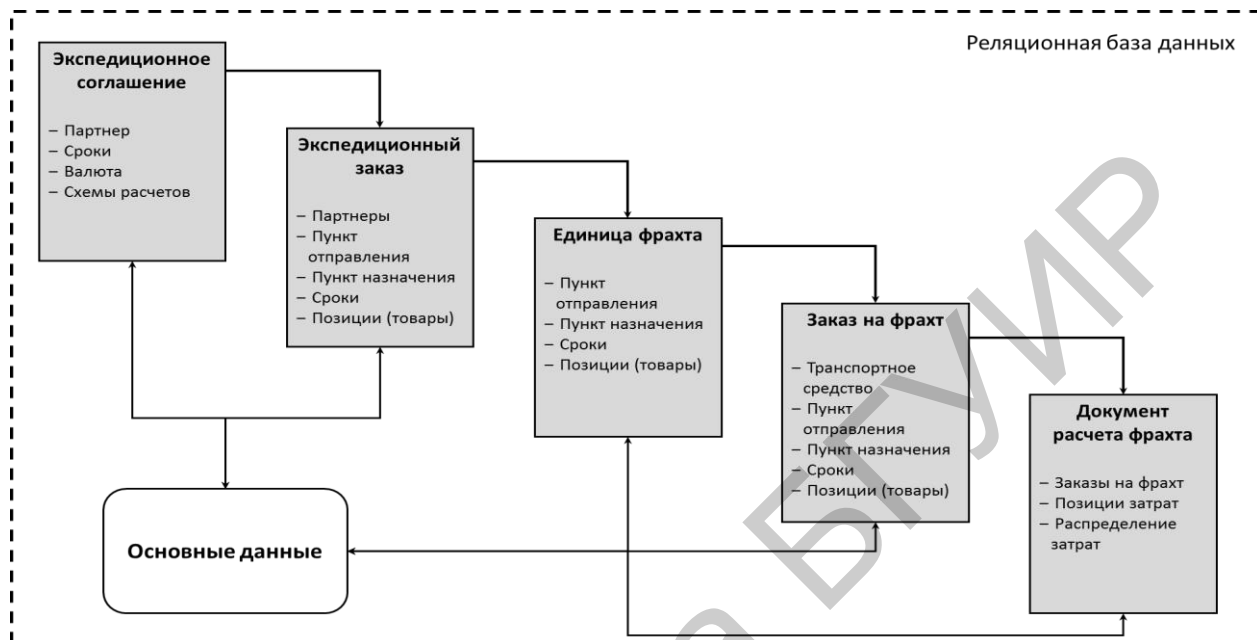 Реляционная база данных
Экспедиционное
соглашение
– Партнер
– Сроки
– Валюта
– Схемы расчетов
Экспедиционный
заказ
– Партнеры
– Пункт
отправления
– Пункт назначения
– Сроки
– Позиции (товары)
Единица фрахта
– Пункт
отправления
– Пункт назначения
– Сроки
– Позиции (товары)
Заказ на фрахт
– Транспортное
средство
– Пункт
отправления
– Пункт назначения
– Сроки
– Позиции (товары)
Документ
расчета фрахта
– Заказы на фрахт
– Позиции затрат
– Распределение
затрат
Основные данные
БГУИР